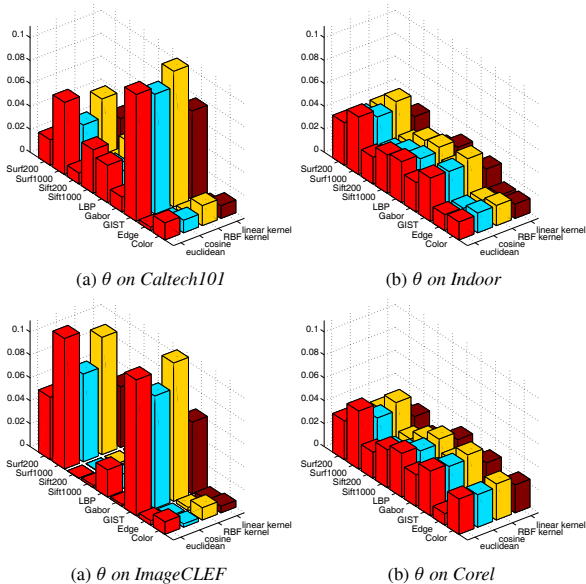 0.1
0.08
0.06
0.04
0.02
0
Surf200
Surf1000
Sift200
Sift1000
LBP
Gabor
GIST
Edge
Color
linear kernel
RBF kernel
cosine
euclidean
(a) θ on Caltech101
0.1
0.08
0.06
0.04
0.02
0
Surf200
Surf1000
Sift200
Sift1000
LBP
Gabor
GIST
Edge
Color
linear kernel
RBF kernel
cosine
euclidean
(b) θ on Indoor
0.1
0.08
0.06
0.04
0.02
0
Surf200
Surf1000
Sift200
Sift1000
LBP
Gabor
GIST
Edge
Color
linear kernel
RBF kernel
cosine
euclidean
(a) θ on ImageCLEF
0.1
0.08
0.06
0.04
0.02
0
Surf200
Surf1000
Sift200
Sift1000
LBP
Gabor
GIST
Edge
Color
linear kernel
RBF kernel
cosine
euclidean
(b) θ on Corel